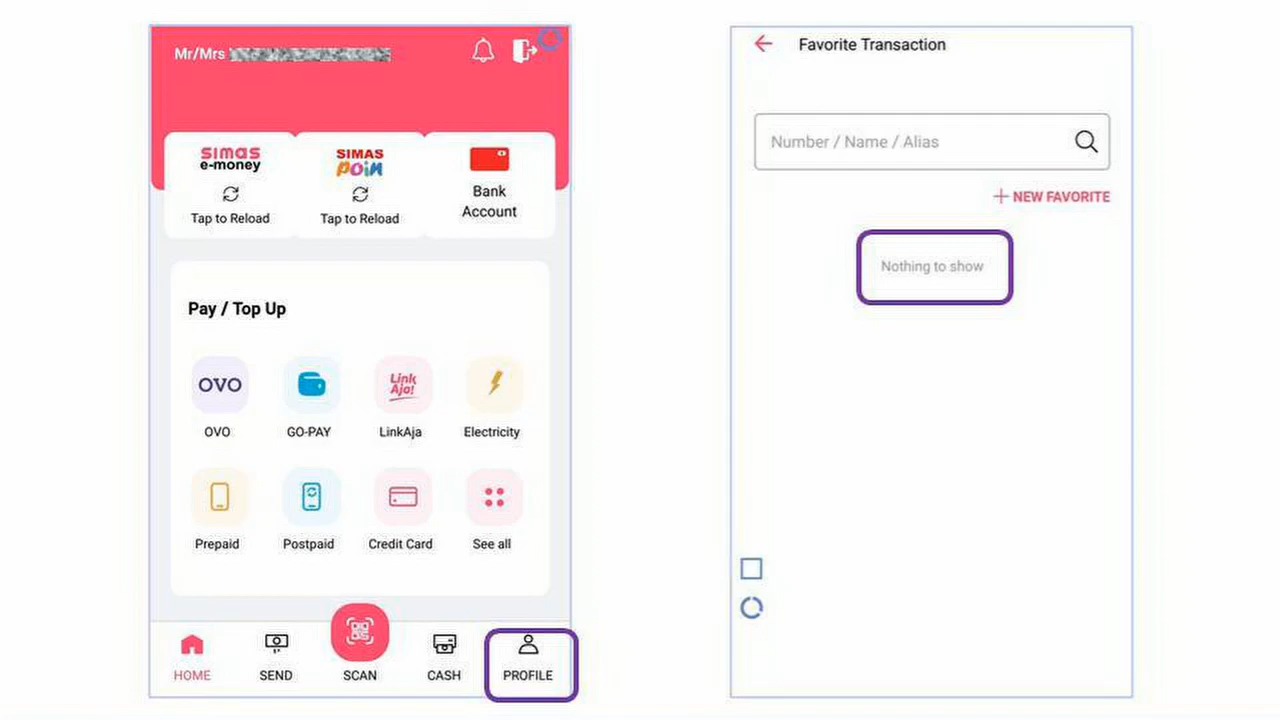 Mr/Mrs
simas
e-money
Tap to Reload
SIMAS
POiN
Tap to Reload
Bank
Account
Pay / Top Up
OVO
OVO
GO-PAY
Link
Aja!
LinkAja
Electricity
Prepaid
Postpaid
Credit Card
See all
HOME
SEND
SCAN
CASH
PROFILE
Favorite Transaction
Number / Name / Alias
NEW FAVORITE
Nothing to show